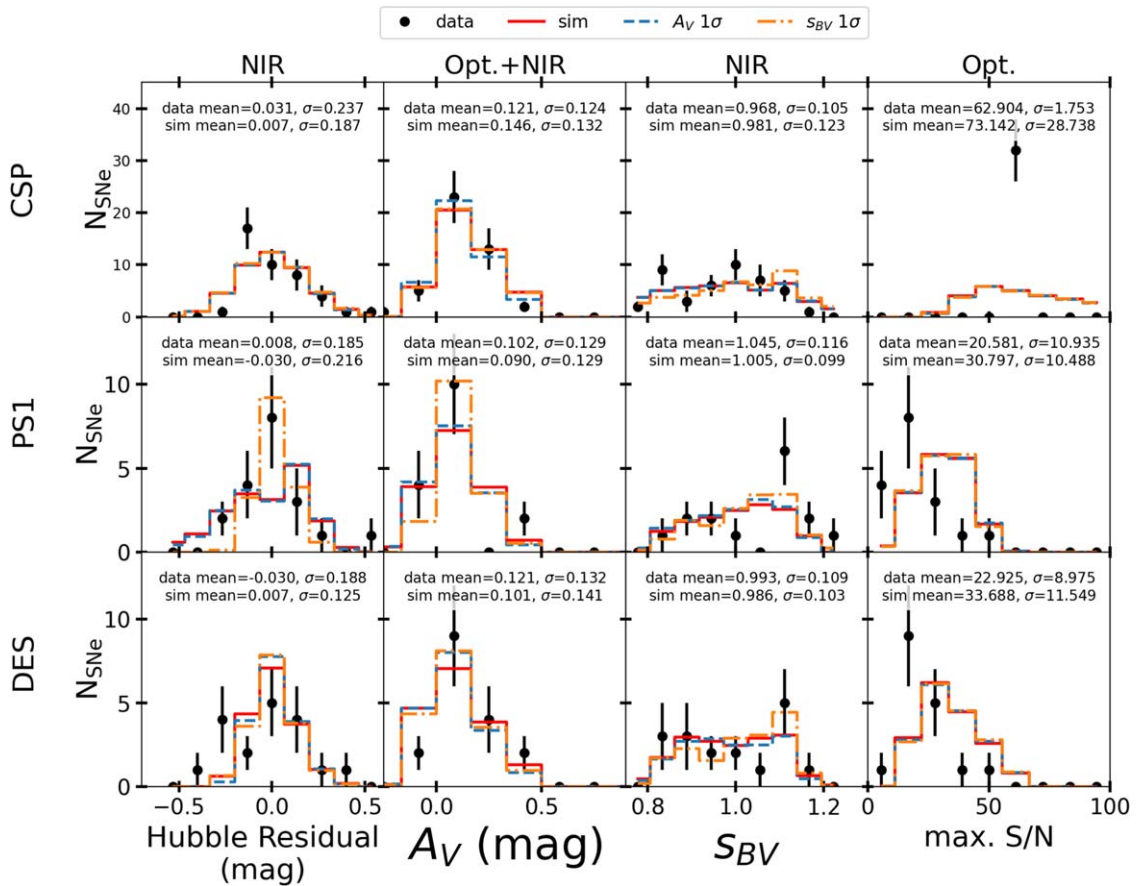 data sim A_V 1σ s_BV 1σ
NIR Opt.+NIR NIR Opt.
CSP
N_SNe
40
30
20
10
0
data mean=0.031, σ=0.237
sim mean=0.007, σ=0.187
data mean=0.121, σ=0.124
sim mean=0.146, σ=0.132
data mean=0.968, σ=0.105
sim mean=0.981, σ=0.123
data mean=62.904, σ=1.753
sim mean=73.142, σ=28.738
PS1
N_SNe
10
5
0
data mean=0.008, σ=0.185
sim mean=-0.030, σ=0.216
data mean=0.102, σ=0.129
sim mean=0.090, σ=0.129
data mean=1.045, σ=0.116
sim mean=1.005, σ=0.099
data mean=20.581, σ=10.935
sim mean=30.797, σ=10.488
DES
N_SNe
10
5
0
data mean=-0.030, σ=0.188
sim mean=0.007, σ=0.125
data mean=0.121, σ=0.132
sim mean=0.101, σ=0.141
data mean=0.993, σ=0.109
sim mean=0.986, σ=0.103
data mean=22.925, σ=8.975
sim mean=33.688, σ=11.549
−0.5 0.0 0.5
Hubble Residual
(mag)
0.0 0.5
A_V (mag)
0.8 1.0 1.2
s_BV
0 50 100
max. S/N